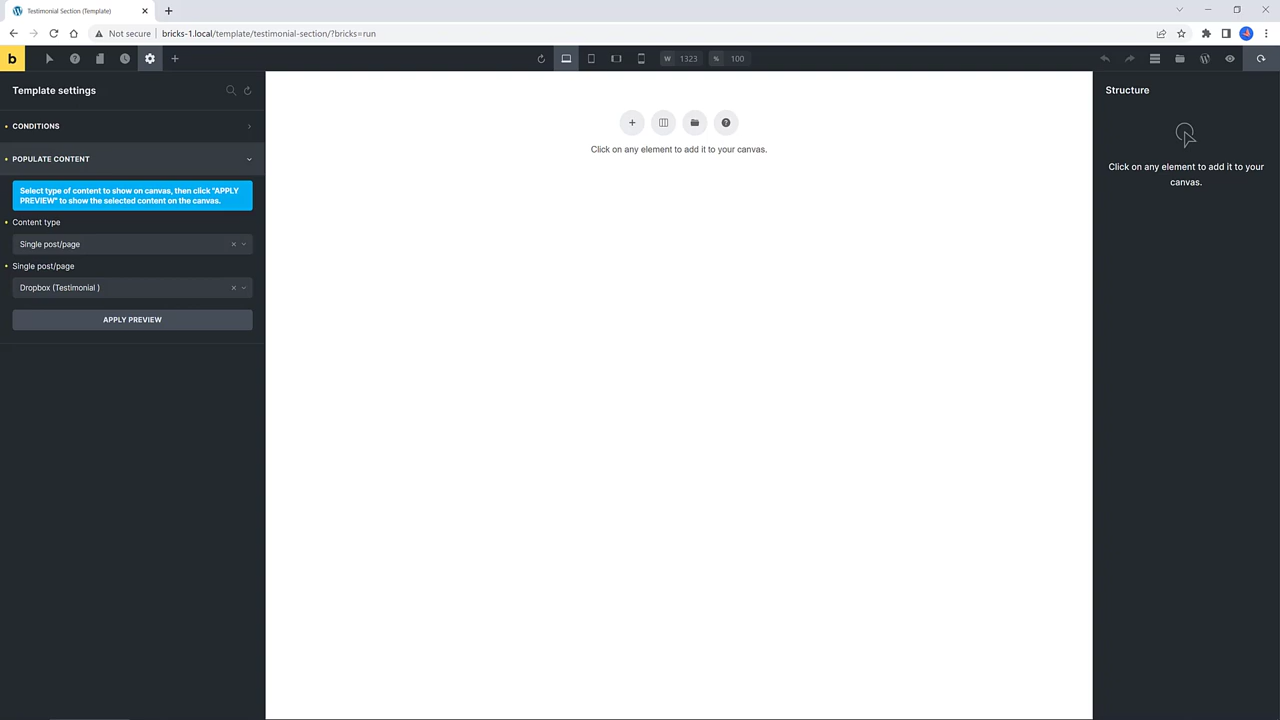 Testimonial Section (Template)
Not secure
bricks-1.local/template/testimonial-section/?bricks=run
b
W 1323 % 100
Template settings
CONDITIONS
POPULATE CONTENT
Select type of content to show on canvas, then click "APPLY
PREVIEW" to show the selected content on the canvas.
Content type
Single post/page
Single post/page
Dropbox (Testimonial )
APPLY PREVIEW
Click on any element to add it to your canvas.
Structure
Click on any element to add it to your
canvas.